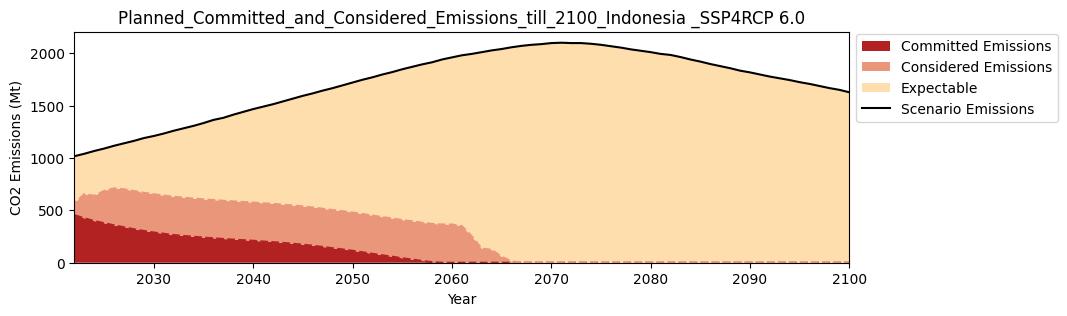 Planned_Committed_and_Considered_Emissions_till_2100_Indonesia _SSP4RCP 6.0
CO2 Emissions (Mt)
2000
1500
1000
500
0
2030 2040 2050 2060 2070 2080 2090 2100
Year
Committed Emissions
Considered Emissions
Expectable
Scenario Emissions